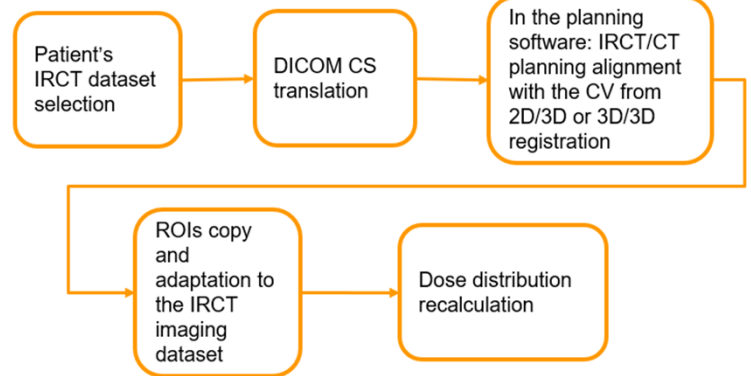 Patient’s
IRCT dataset
selection
DICOM CS
translation
In the planning
software: IRCT/CT
planning alignment
with the CV from
2D/3D or 3D/3D
registration
ROIs copy
and
adaptation to
the IRCT
imaging
dataset
Dose distribution
recalculation